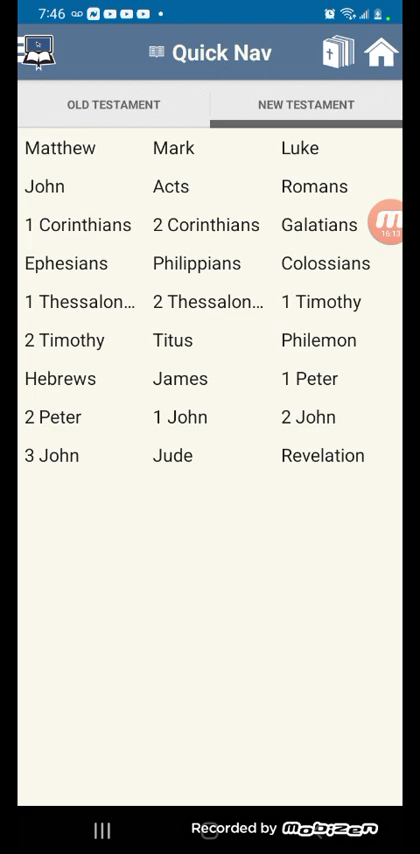 7:46
Quick Nav
OLD TESTAMENT NEW TESTAMENT
Matthew Mark Luke
John Acts Romans
1 Corinthians 2 Corinthians Galatians
16:13
Ephesians Philippians Colossians
1 Thessalon... 2 Thessalon... 1 Timothy
2 Timothy Titus Philemon
Hebrews James 1 Peter
2 Peter 1 John 2 John
3 John Jude Revelation
Recorded by mobizen